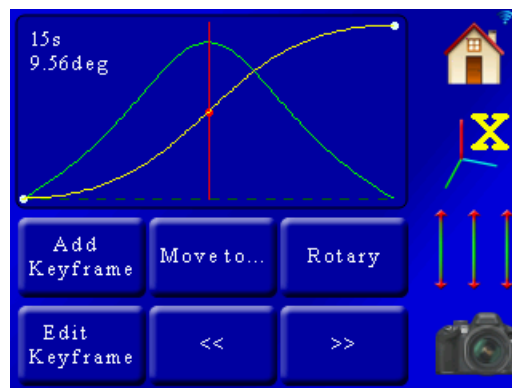 15s
9.56deg
X
Add
Keyframe
Move to...
Rotary
Edit
Keyframe
<<
>>